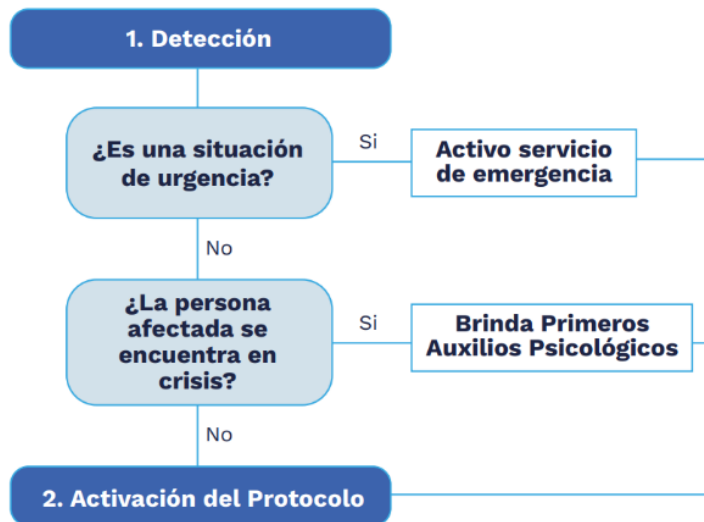 1. Detección
¿Es una situación
de urgencia?
Si
Activo servicio
de emergencia
No
¿La persona
afectada se
encuentra en
crisis?
Si
Brinda Primeros
Auxilios Psicológicos
No
2. Activación del Protocolo